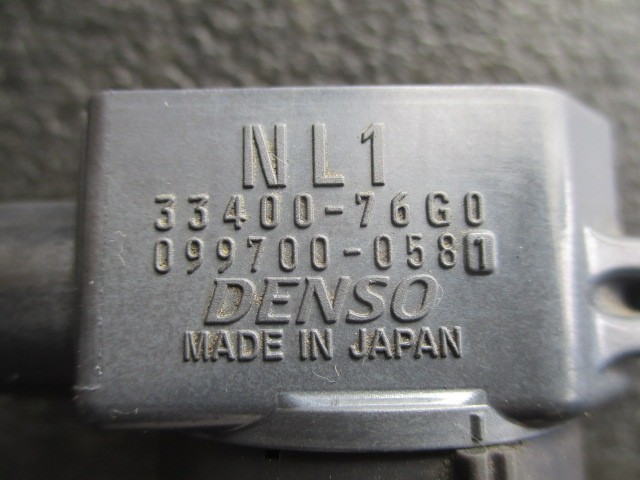 NL1
33400-76G0
099700-0581
DENSO
MADE IN JAPAN